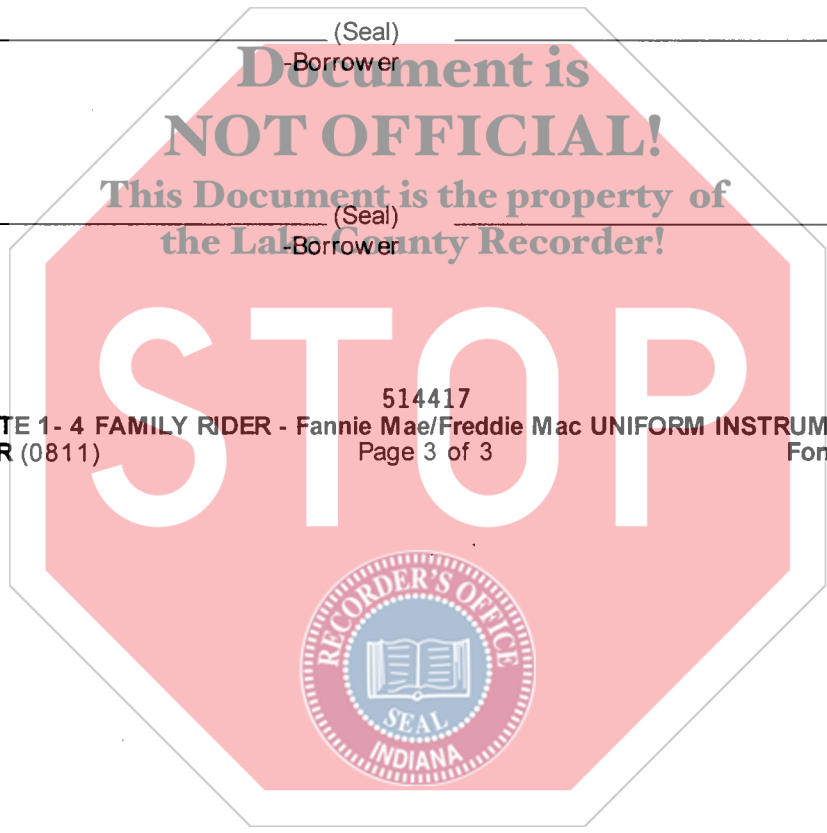 (Seal)
-Borrower
Document is
NOT OFFICIAL!
This Document is the property of
(Seal)
the Lake County Recorder!
-Borrower
STOP
514417
TE 1- 4 FAMILY RIDER - Fannie Mae/Freddie Mac UNIFORM INSTRUM
R (0811) Page 3 of 3 For
RECORDER'S OFFICE
SEAL
INDIANA